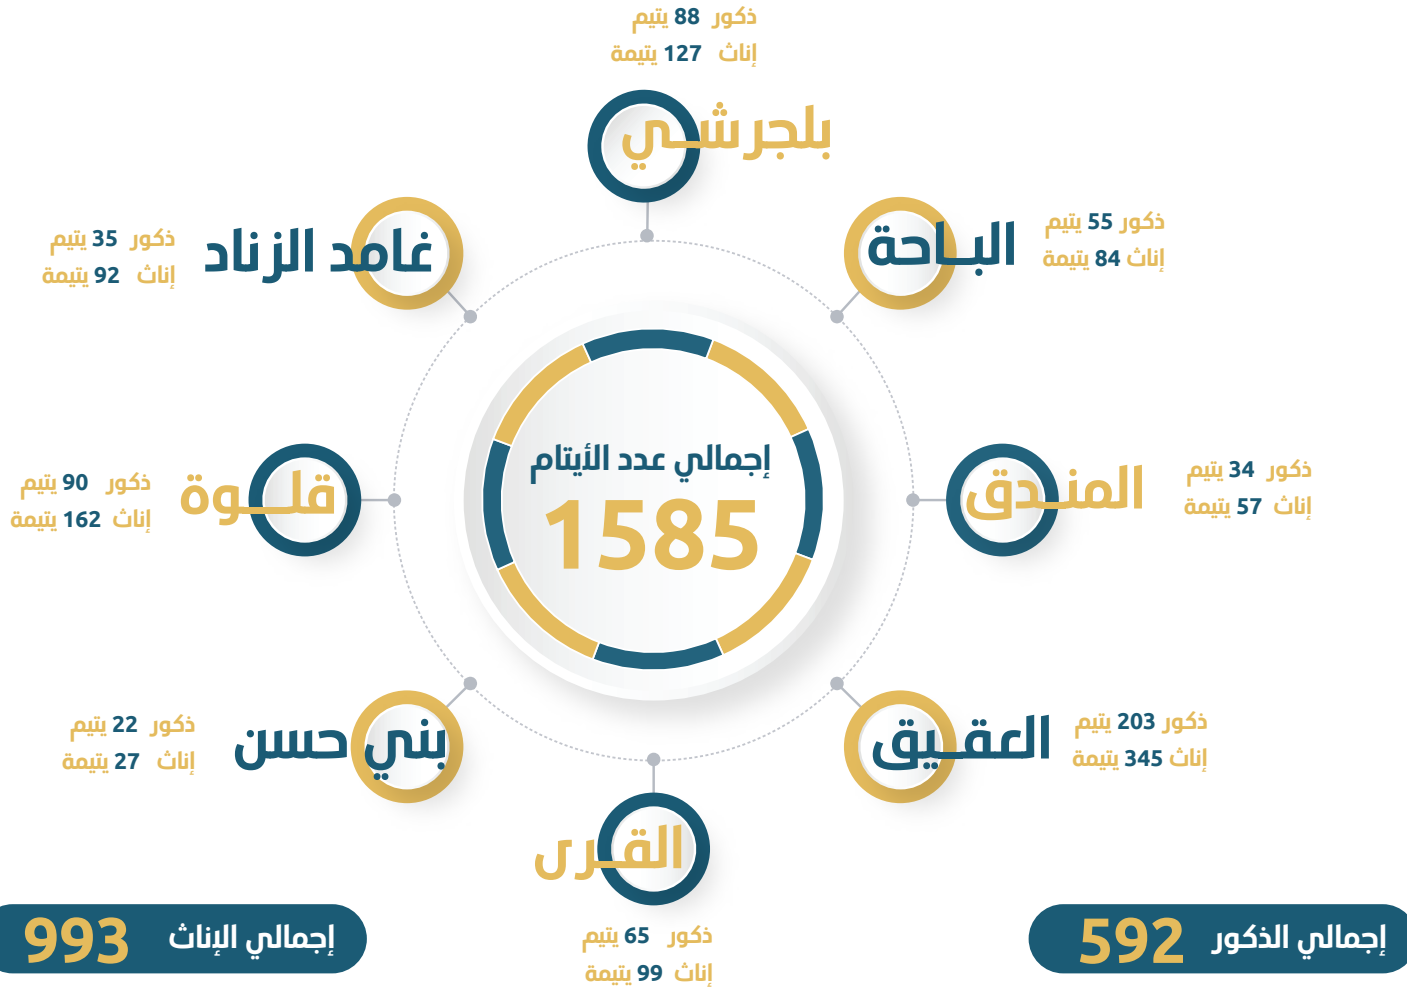 ذكور 88 يتيم
إناث 127 يتيمة
بلجرشي
ذكور 55 يتيم
إناث 84 يتيمة
الباحة
ذكور 34 يتيم
إناث 57 يتيمة
المندق
ذكور 203 يتيم
إناث 345 يتيمة
العقيق
القرى
ذكور 65 يتيم
إناث 99 يتيمة
بني حسن
ذكور 22 يتيم
إناث 27 يتيمة
قلوة
ذكور 90 يتيم
إناث 162 يتيمة
غامد الزناد
ذكور 35 يتيم
إناث 92 يتيمة
إجمالي عدد الأيتام
1585
إجمالي الذكور 592
إجمالي الإناث 993